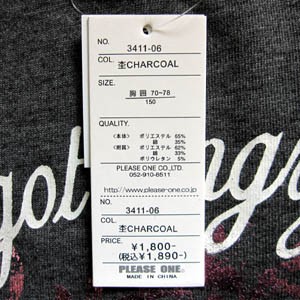 NO.
3411-06
COL.
杢CHARCOAL
SIZE.
胸囲 70~78
150
QUALITY.
<本体> ポリエステル 65%
綿 35%
<附属> ポリエステル 62%
綿 33%
ポリウレタン 5%
PLEASE ONE CO.,LTD.
052-910-8511
http://www.please-one.co.jp
NO.
3411-06
COL.
杢CHARCOAL
PRICE.
¥1,800-
(税込¥1,890-)
PLEASE ONE.
MADE IN CHINA
got